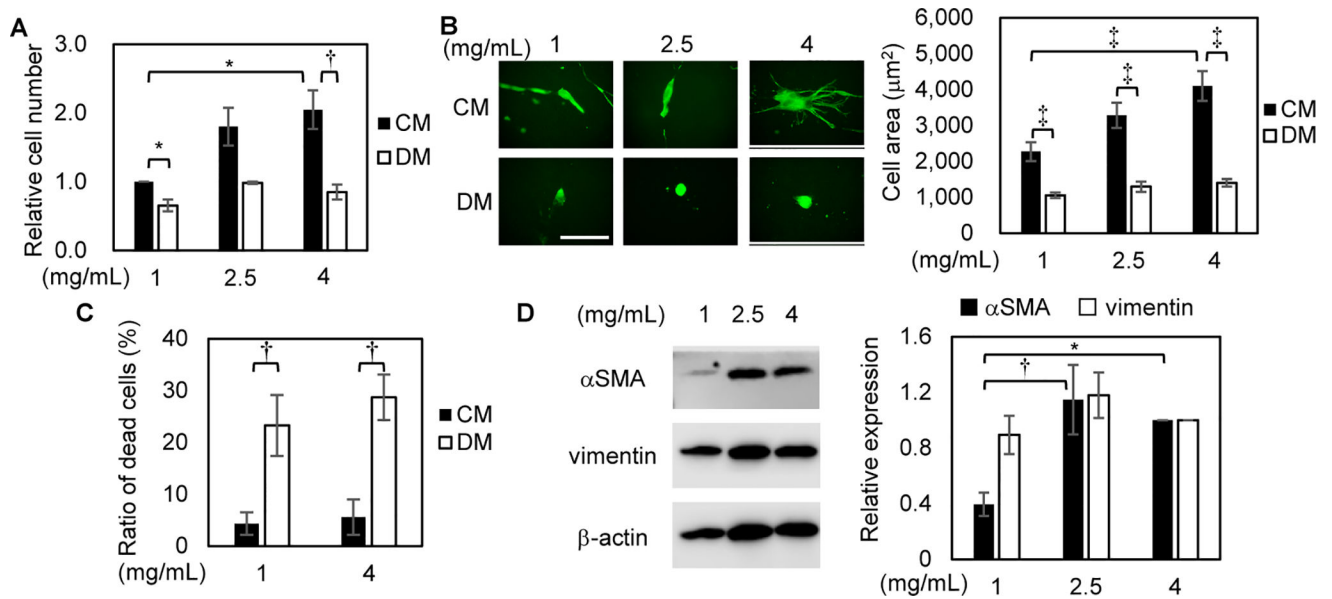 A
Relative cell number
3.0
2.0
1.0
0.0
*
†
*
CM
DM
(mg/mL) 1 2.5 4
B
(mg/mL) 1 2.5 4
CM
DM
Cell area (μm²)
6,000
5,000
4,000
3,000
2,000
1,000
0
‡
‡
‡
‡
CM
DM
(mg/mL) 1 2.5 4
C
Ratio of dead cells (%)
40
30
20
10
0
†
†
CM
DM
(mg/mL) 1 4
D
(mg/mL) 1 2.5 4
αSMA
vimentin
β-actin
αSMA vimentin
Relative expression
1.6
1.2
0.8
0.4
0
*
†
(mg/mL) 1 2.5 4